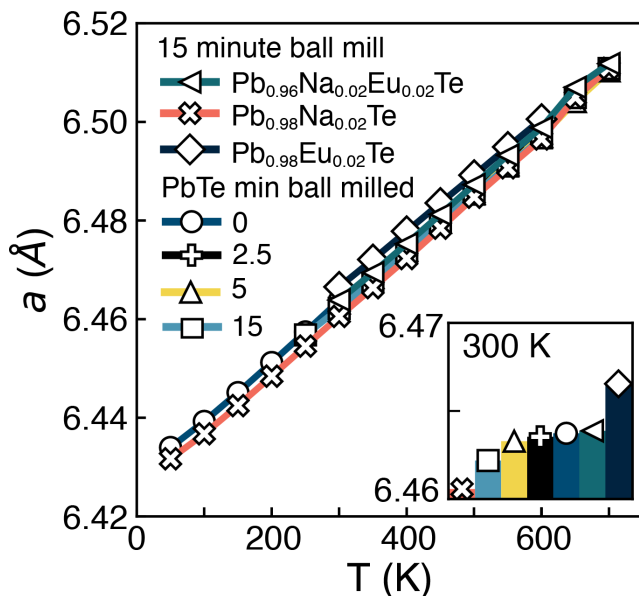 6.52
6.50
6.48
6.46
6.44
6.42
a (Å)
15 minute ball mill
Pb₀.₉₆Na₀.₀₂Eu₀.₀₂Te
Pb₀.₉₈Na₀.₀₂Te
Pb₀.₉₈Eu₀.₀₂Te
PbTe min ball milled
0
2.5
5
15
6.47
300 K
6.46
0
200
400
600
T (K)